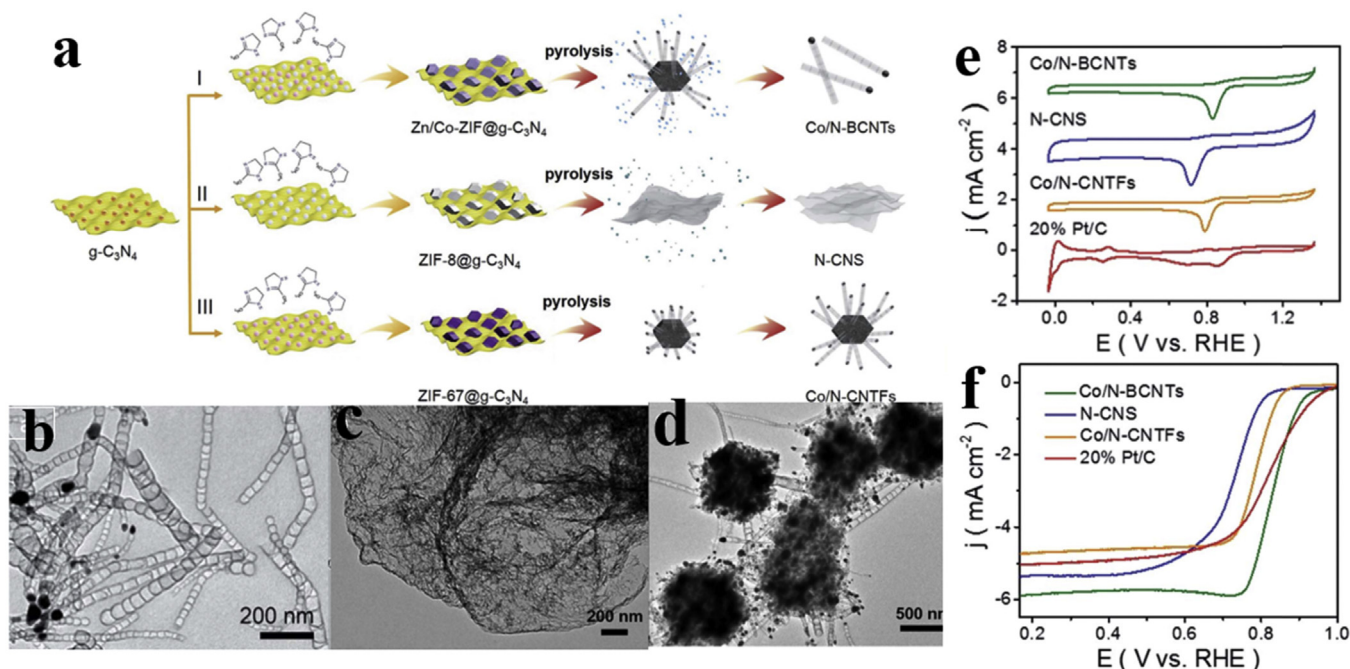 a
I
pyrolysis
Zn/Co-ZIF@g-C₃N₄
Co/N-BCNTs
II
pyrolysis
g-C₃N₄
ZIF-8@g-C₃N₄
N-CNS
III
pyrolysis
ZIF-67@g-C₃N₄
Co/N-CNTFs
b
200 nm
c
200 nm
d
500 nm
e
Co/N-BCNTs
N-CNS
Co/N-CNTFs
20% Pt/C
8
6
4
2
0
-2
j ( mA cm⁻²)
0.0 0.4 0.8 1.2
E ( V vs. RHE )
f
Co/N-BCNTs
N-CNS
Co/N-CNTFs
20% Pt/C
0
-2
-4
-6
j ( mA cm⁻²)
0.2 0.4 0.6 0.8 1.0
E ( V vs. RHE )